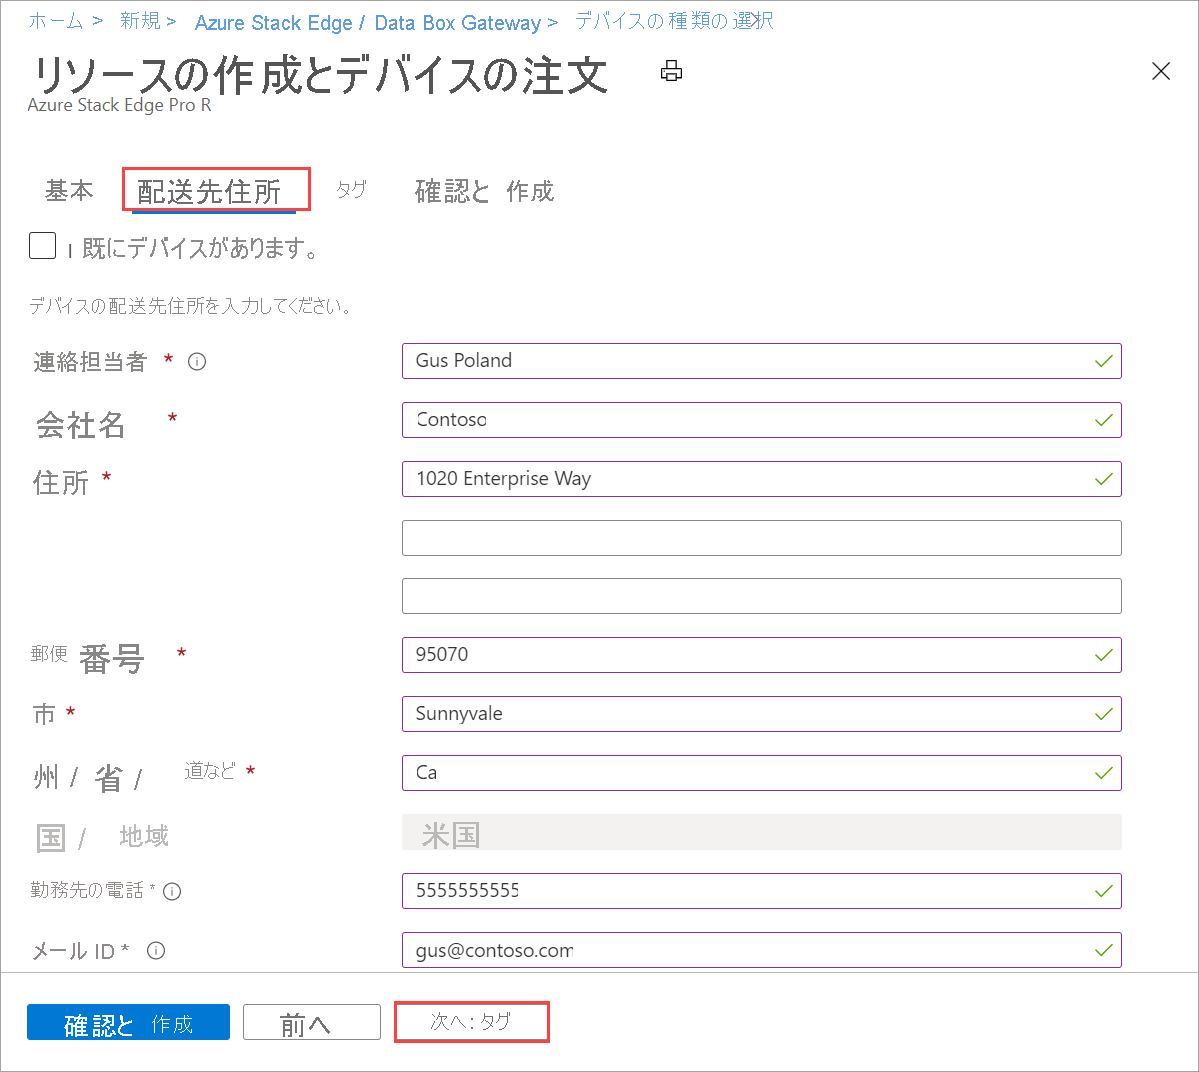 ホーム > 新規 > Azure Stack Edge / Data Box Gateway > デバイスの種類の選択
リソースの作成とデバイスの注文
Azure Stack Edge Pro R
基本 配送先住所 タグ 確認と 作成
I 既にデバイスがあります。
デバイスの配送先住所を入力してください。
連絡担当者 * Gus Poland
会社名 * Contoso
住所 * 1020 Enterprise Way
郵便 番号 * 95070
市 * Sunnyvale
州 / 省 / 道など * Ca
国 / 地域 米国
勤務先の電話 * 5555555555
メール ID * gus@contoso.com
確認と 作成 前へ 次へ: タグ